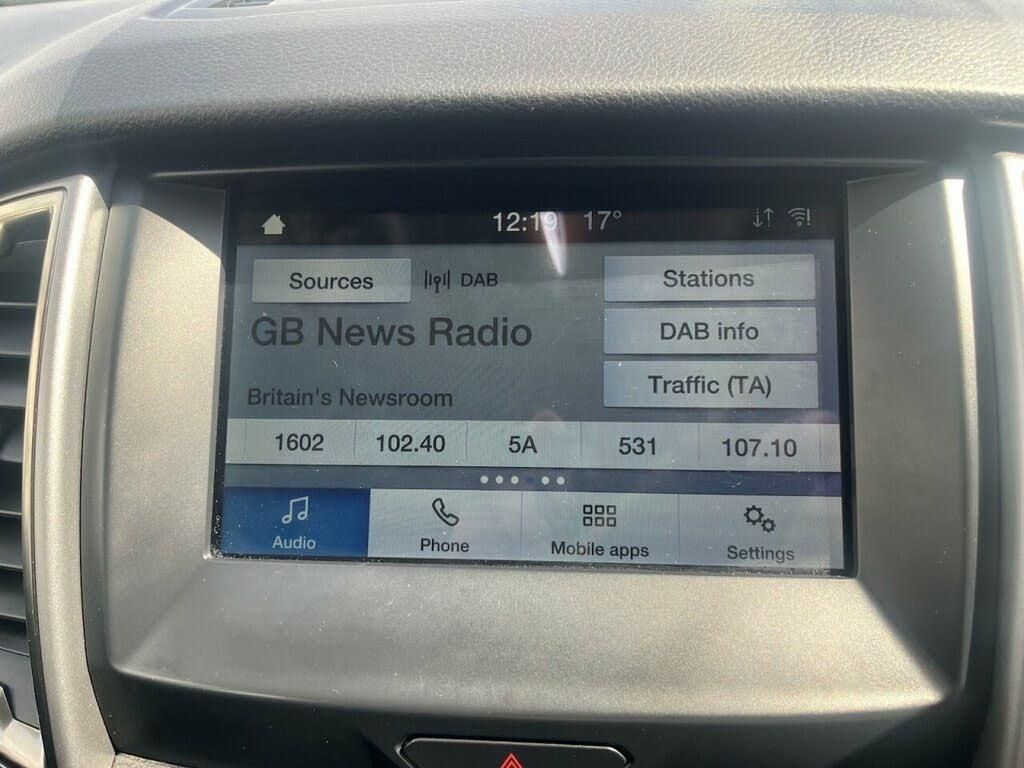 12:19 17°
Sources DAB Stations
GB News Radio DAB info
Britain's Newsroom Traffic (TA)
1602 102.40 5A 531 107.10
Audio Phone Mobile apps Settings